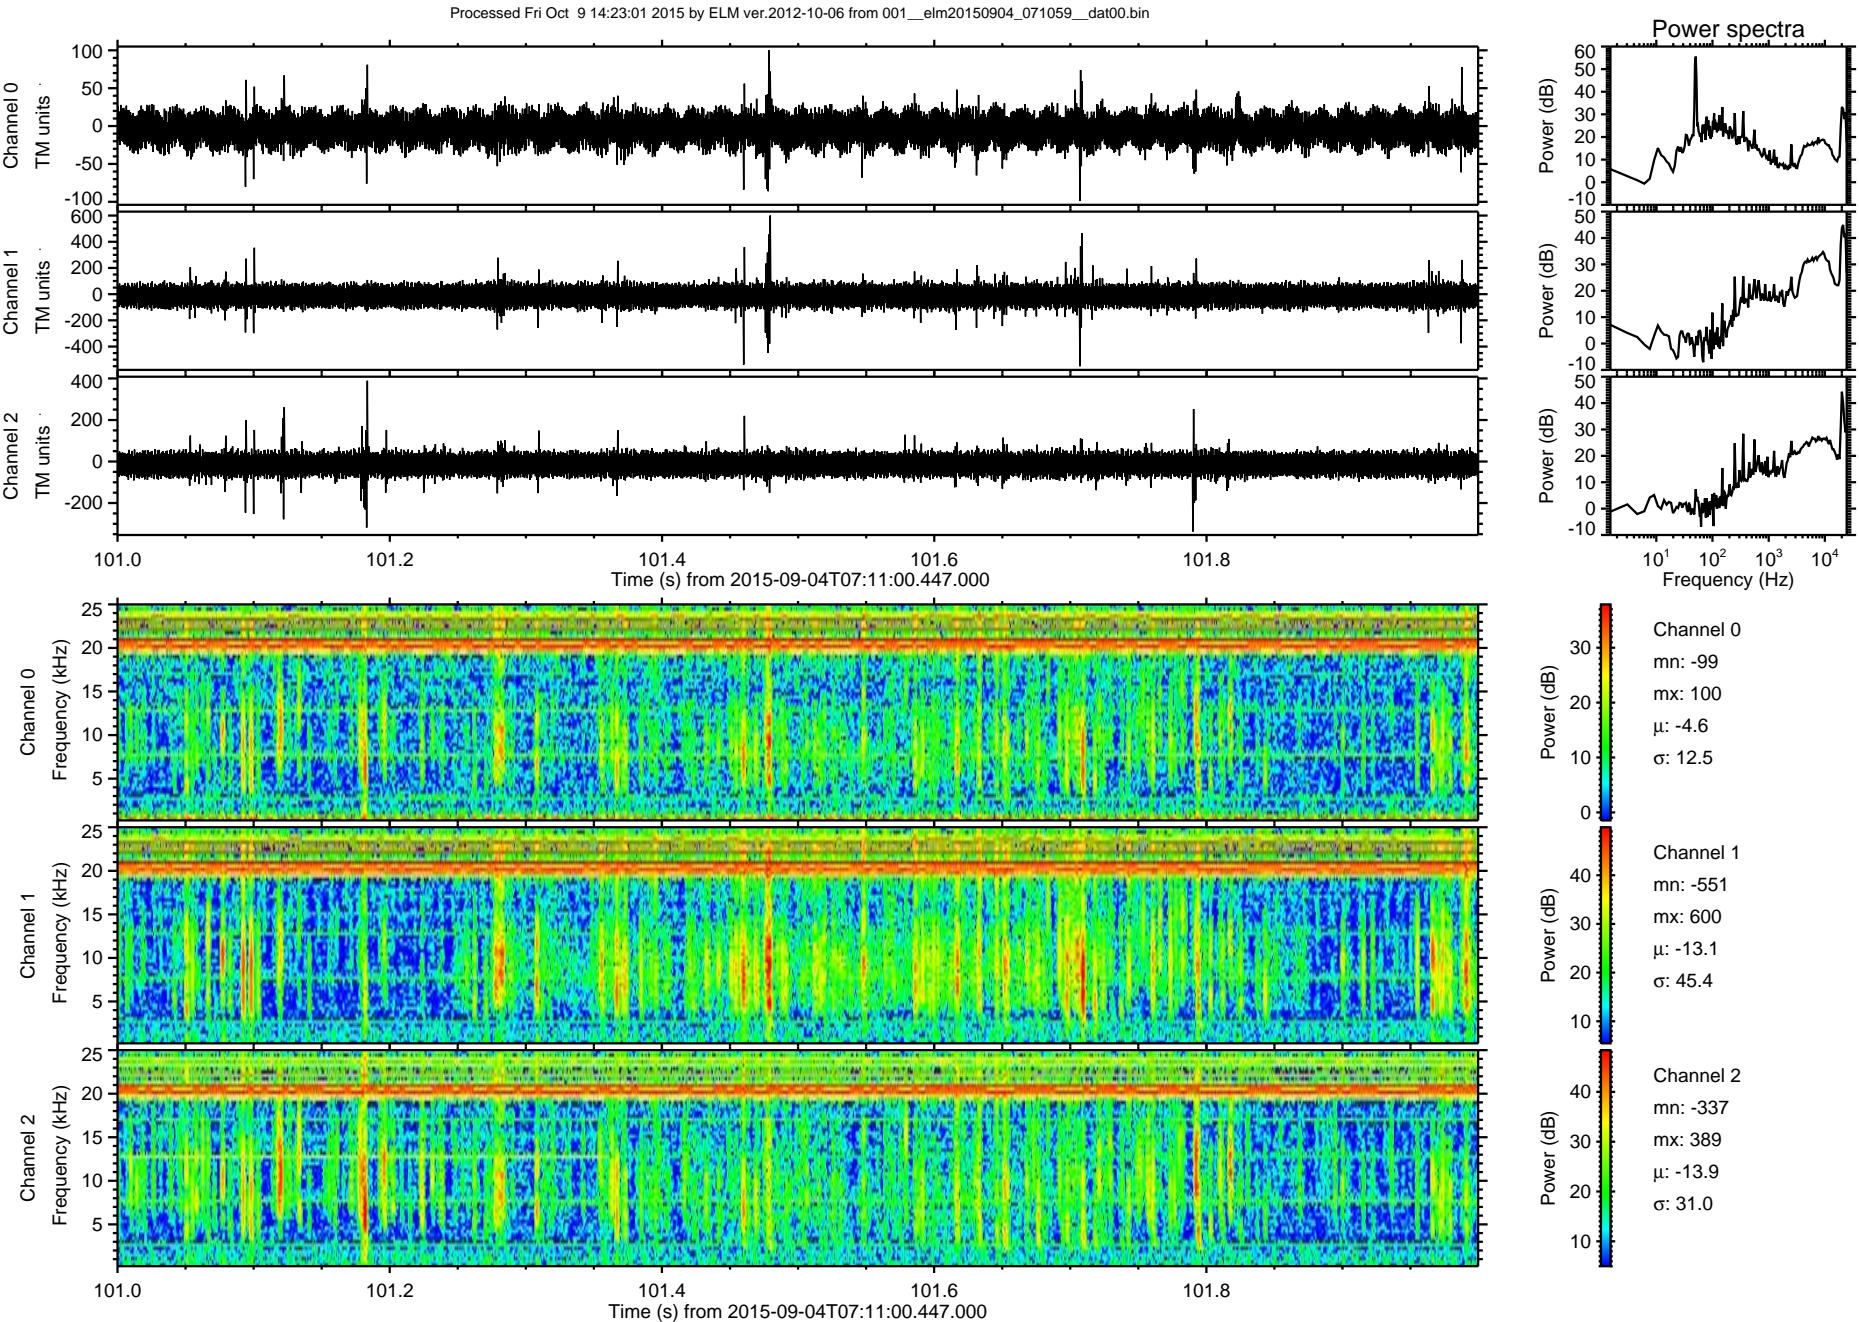 Processed Fri Oct  9 14:23:01 2015 by ELM ver.2012-10-06 from 001__elm20150904_071059__dat00.bin
Power spectra
Channel 0
TM units
100
50
0
-50
-100
Power (dB)
60
50
40
30
20
10
0
-10
Channel 1
TM units
600
400
200
0
-200
-400
Power (dB)
50
40
30
20
10
0
-10
Channel 2
TM units
400
200
0
-200
Power (dB)
50
40
30
20
10
0
-10
101.0 101.2 101.4 101.6 101.8
Time (s) from 2015-09-04T07:11:00.447.000
10^1 10^2 10^3 10^4
Frequency (Hz)
Channel 0
Frequency (kHz)
25
20
15
10
5
Power (dB)
30
20
10
0
Channel 0
mn: -99
mx: 100
μ: -4.6
σ: 12.5
Channel 1
Frequency (kHz)
25
20
15
10
5
Power (dB)
40
30
20
10
Channel 1
mn: -551
mx: 600
μ: -13.1
σ: 45.4
Channel 2
Frequency (kHz)
25
20
15
10
5
Power (dB)
40
30
20
10
Channel 2
mn: -337
mx: 389
μ: -13.9
σ: 31.0
101.0 101.2 101.4 101.6 101.8
Time (s) from 2015-09-04T07:11:00.447.000